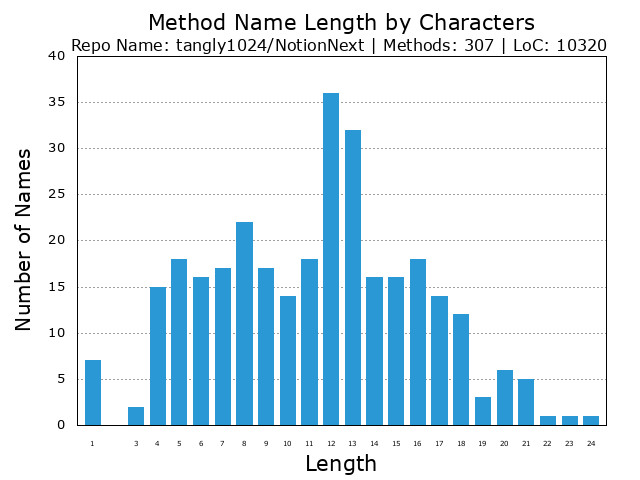 Method Name Length by Characters
Repo Name: tangly1024/NotionNext | Methods: 307 | LoC: 10320
40
35
30
25
20
15
10
5
0
Number of Names
1 3 4 5 6 7 8 9 10 11 12 13 14 15 16 17 18 19 20 21 22 23 24
Length